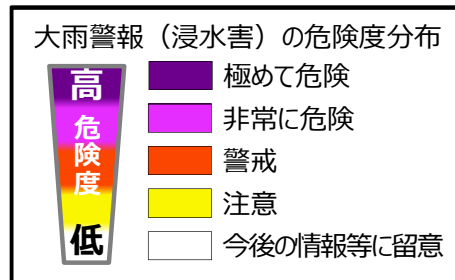 大雨警報（浸水害）の危険度分布
高
危険度
低
極めて危険
非常に危険
警戒
注意
今後の情報等に留意